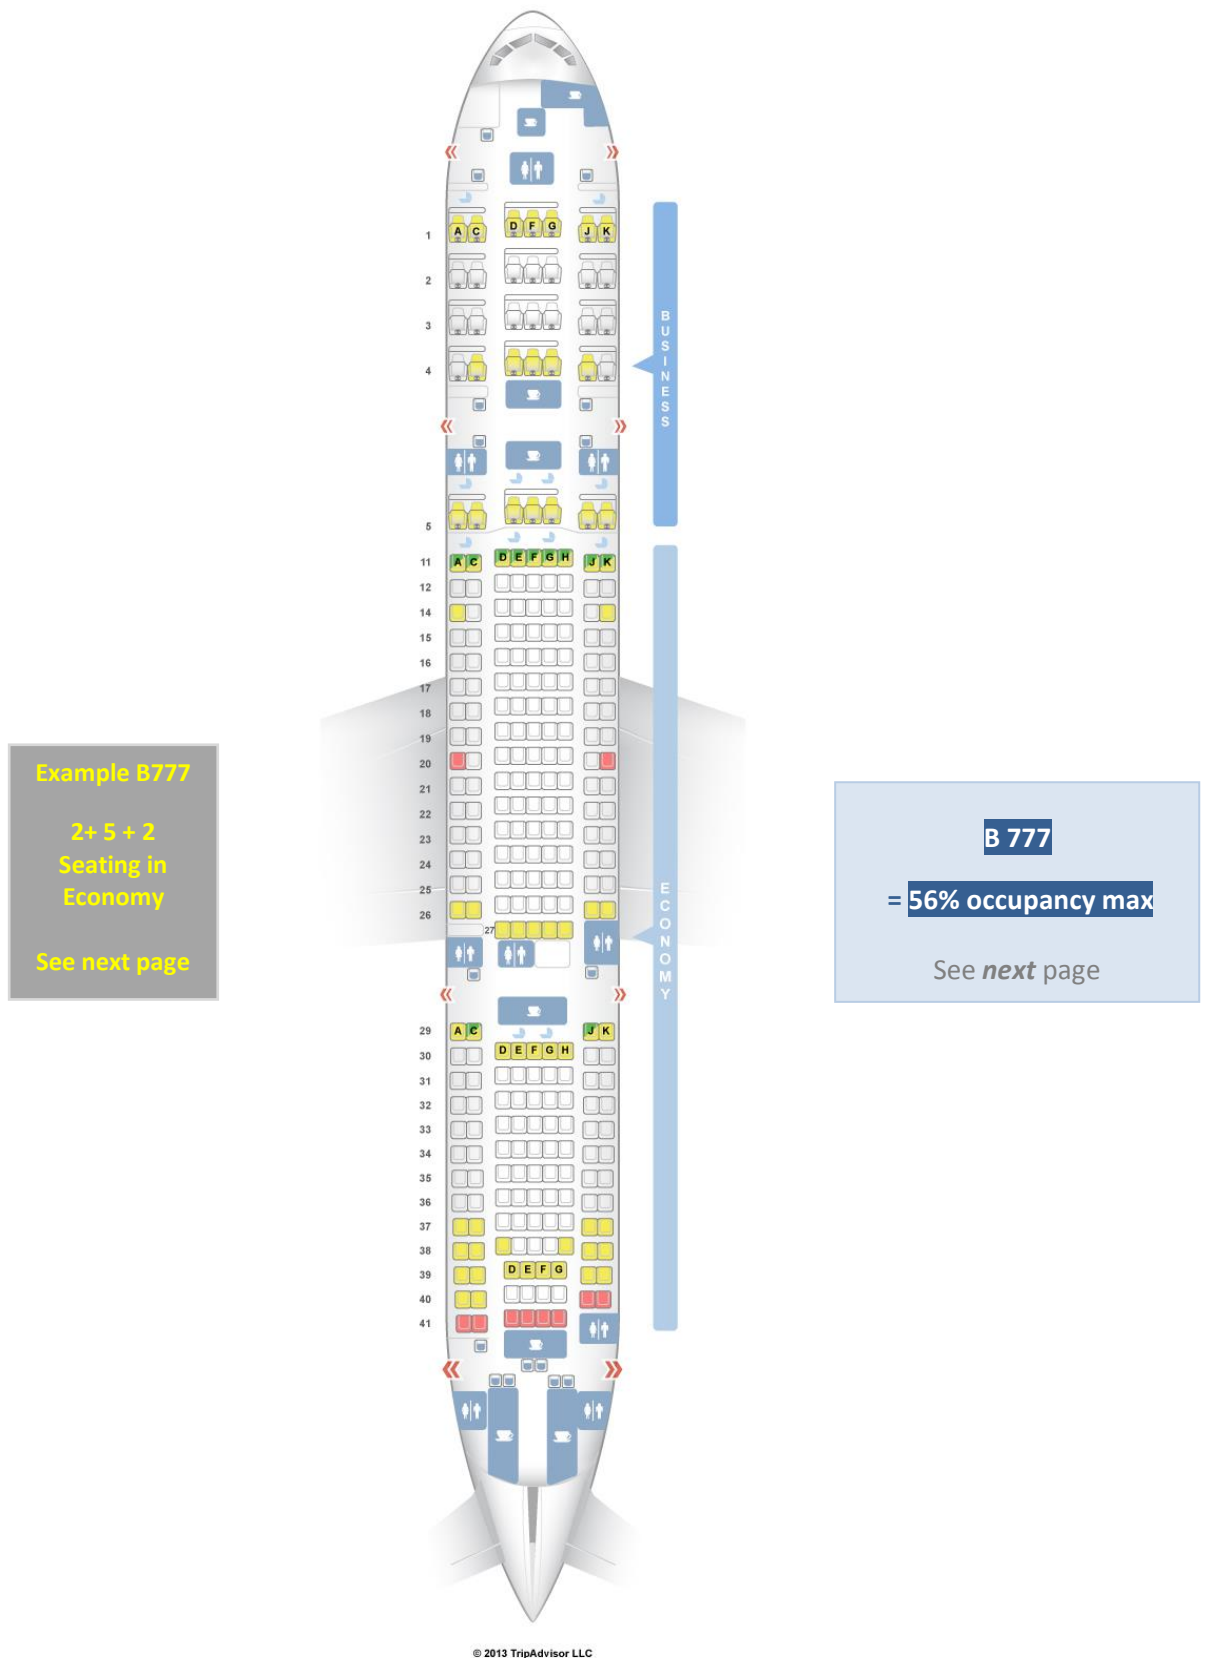 1
A C
D F G
J K
2
3
4
5
BUSINESS
11
A C
D E F G H
J K
12
14
15
16
17
18
19
20
21
22
23
24
25
26
27
ECONOMY
29
A C
J K
30
D E F G H
31
32
33
34
35
36
37
38
39
D E F G
40
41
Example B777
2+ 5 + 2
Seating in
Economy
See next page
B 777
= 56% occupancy max
See next page
© 2013 TripAdvisor LLC